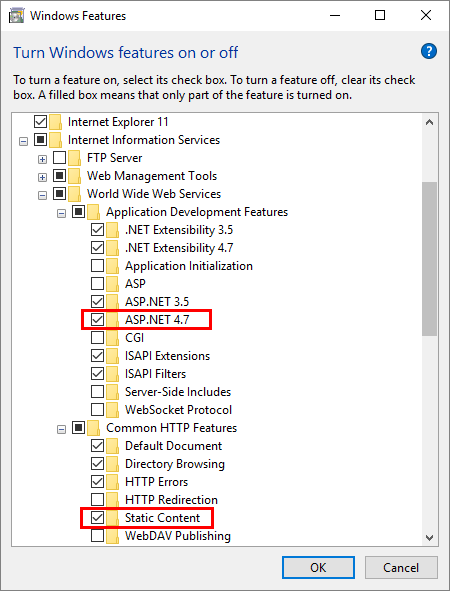 Windows Features
Turn Windows features on or off
?
To turn a feature on, select its check box. To turn a feature off, clear its check
box. A filled box means that only part of the feature is turned on.
Internet Explorer 11
Internet Information Services
FTP Server
Web Management Tools
World Wide Web Services
Application Development Features
.NET Extensibility 3.5
.NET Extensibility 4.7
Application Initialization
ASP
ASP.NET 3.5
ASP.NET 4.7
CGI
ISAPI Extensions
ISAPI Filters
Server-Side Includes
WebSocket Protocol
Common HTTP Features
Default Document
Directory Browsing
HTTP Errors
HTTP Redirection
Static Content
WebDAV Publishing
OK Cancel